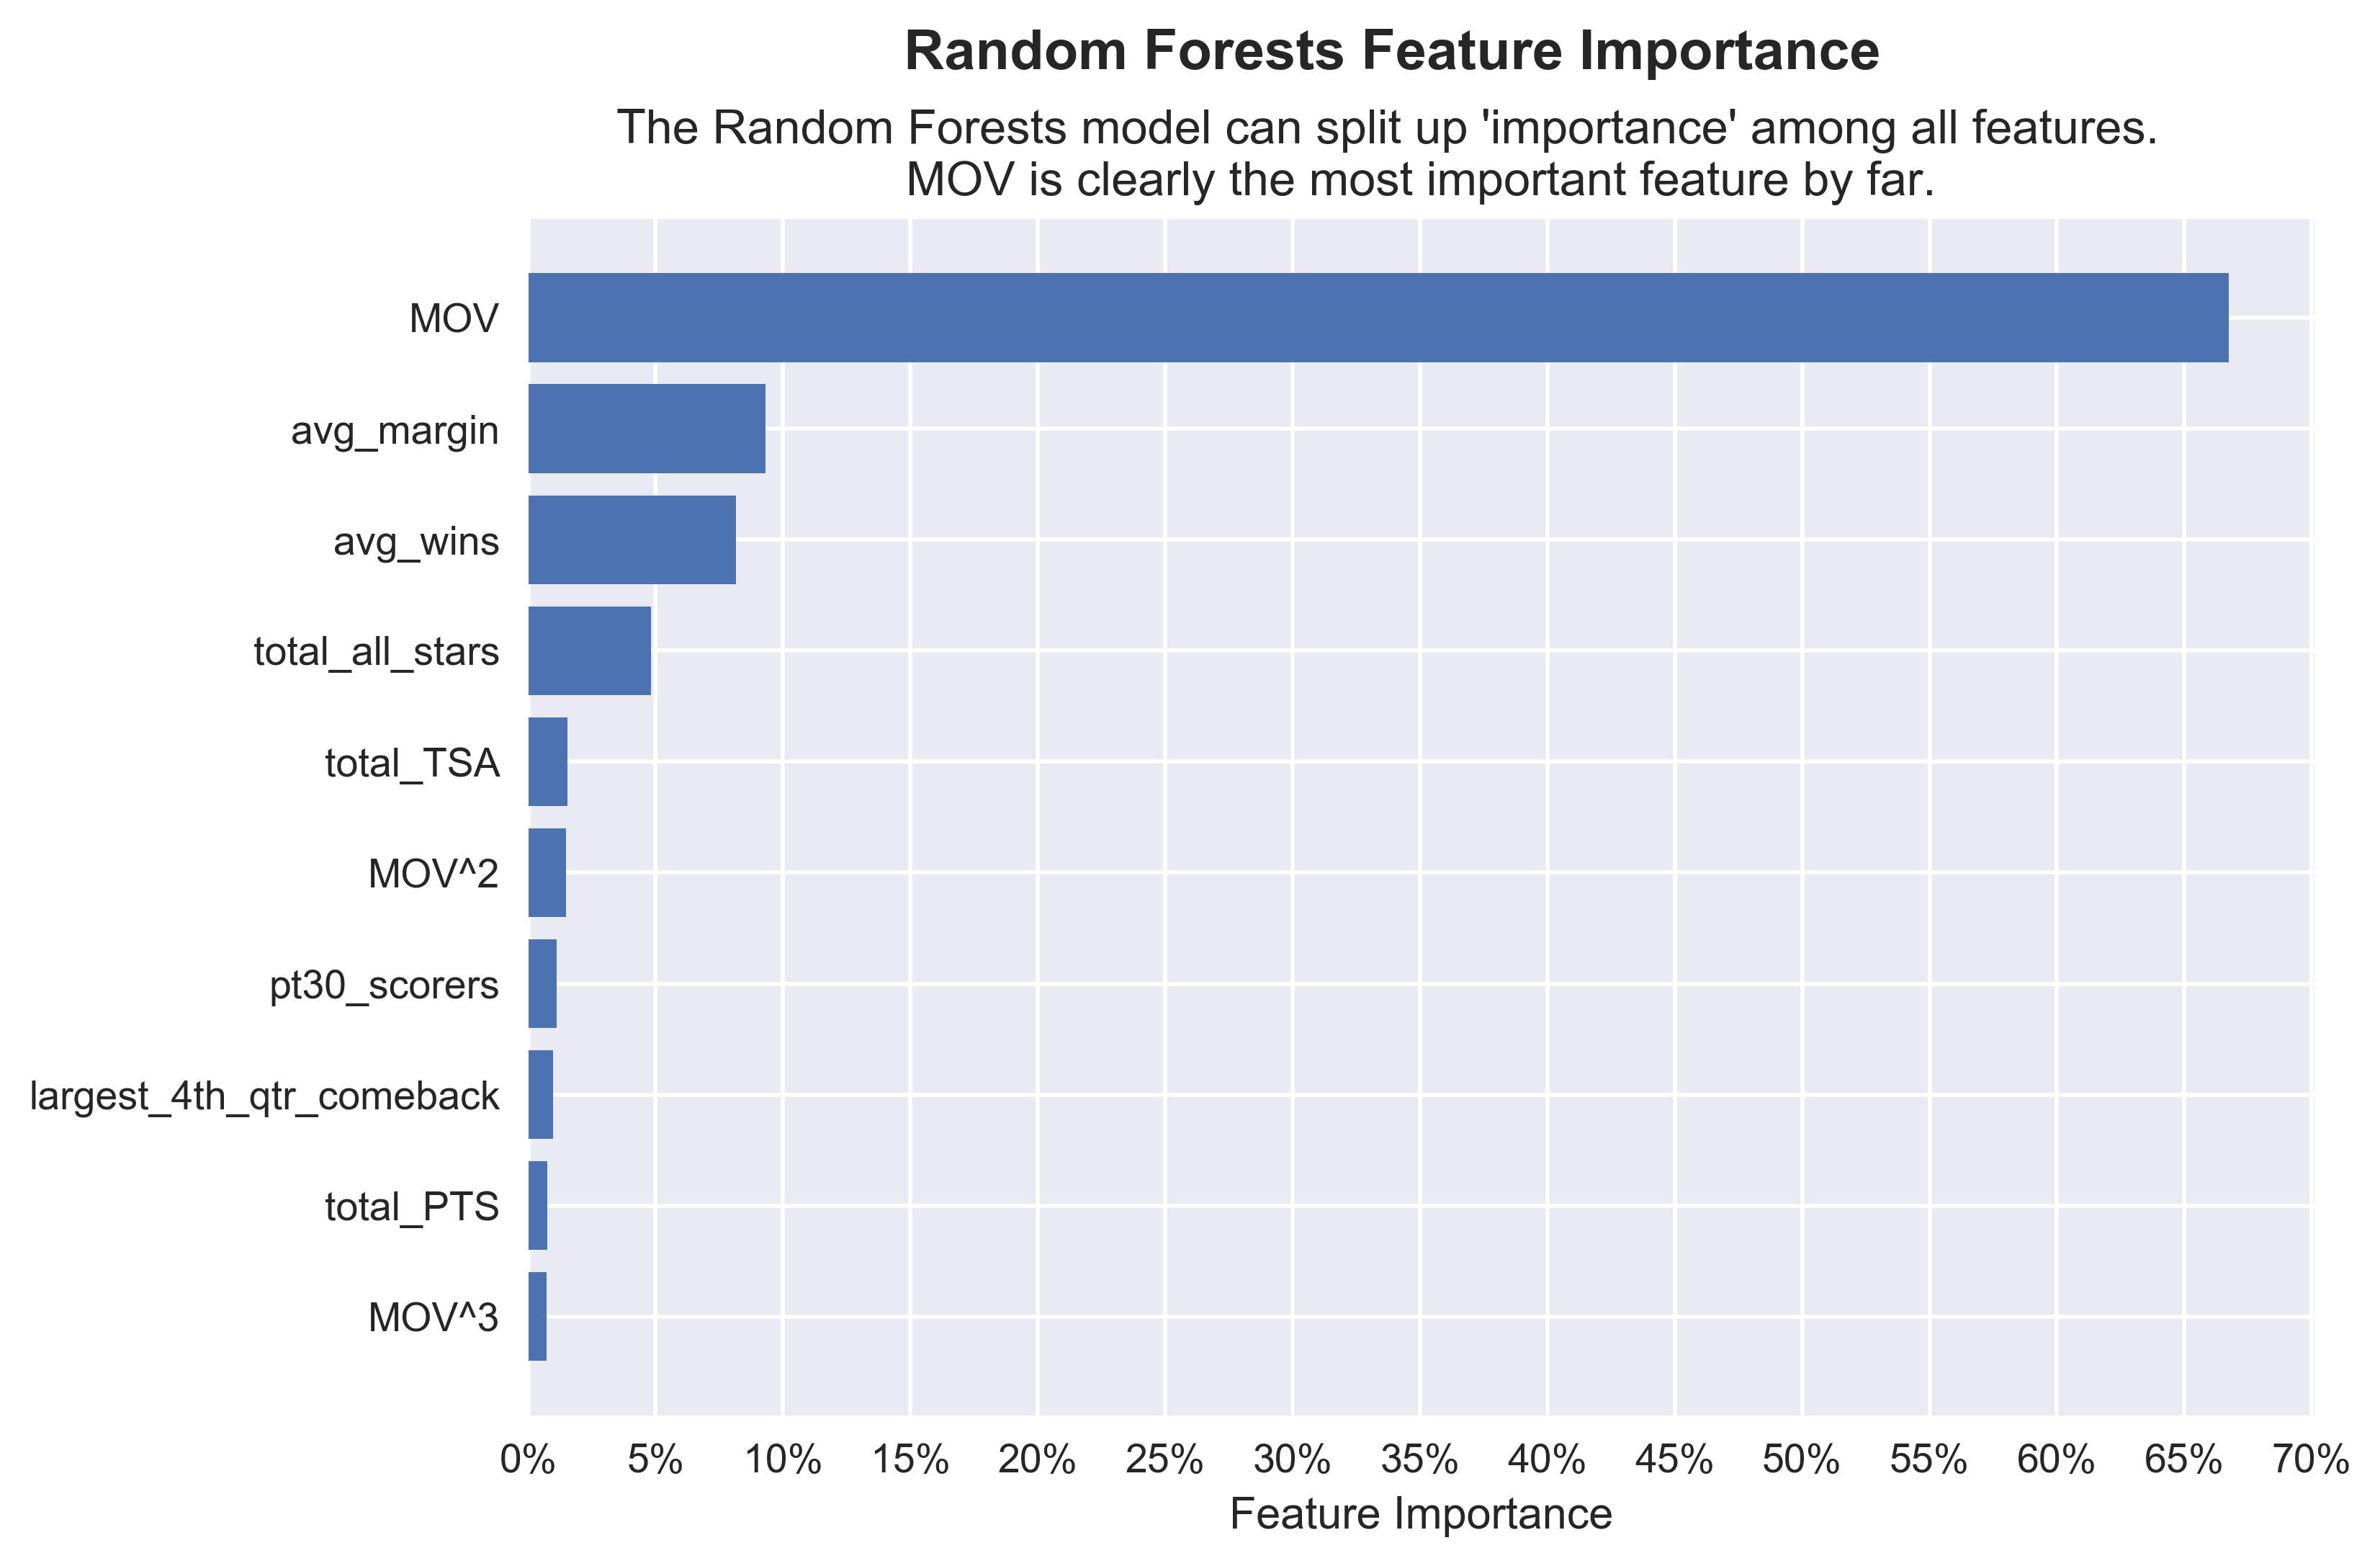 Random Forests Feature Importance
The Random Forests model can split up 'importance' among all features.
MOV is clearly the most important feature by far.
MOV
avg_margin
avg_wins
total_all_stars
total_TSA
MOV^2
pt30_scorers
largest_4th_qtr_comeback
total_PTS
MOV^3
0% 5% 10% 15% 20% 25% 30% 35% 40% 45% 50% 55% 60% 65% 70%
Feature Importance